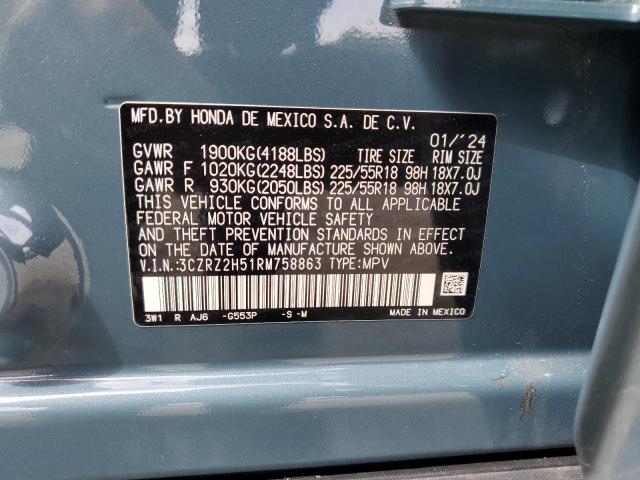 MFD.BY HONDA DE MEXICO S.A. DE C.V.
01/'24
GVWR 1900KG(4188LBS) TIRE SIZE RIM SIZE
GAWR F 1020KG(2248LBS) 225/55R18 98H 18X7.0J
GAWR R 930KG(2050LBS) 225/55R18 98H 18X7.0J
THIS VEHICLE CONFORMS TO ALL APPLICABLE
FEDERAL MOTOR VEHICLE SAFETY
AND THEFT PREVENTION STANDARDS IN EFFECT
ON THE DATE OF MANUFACTURE SHOWN ABOVE.
V.I.N.:3CZRZ2H51RM758863 TYPE:MPV
3W1 R AJ6 -G553P -S -M MADE IN MEXICO